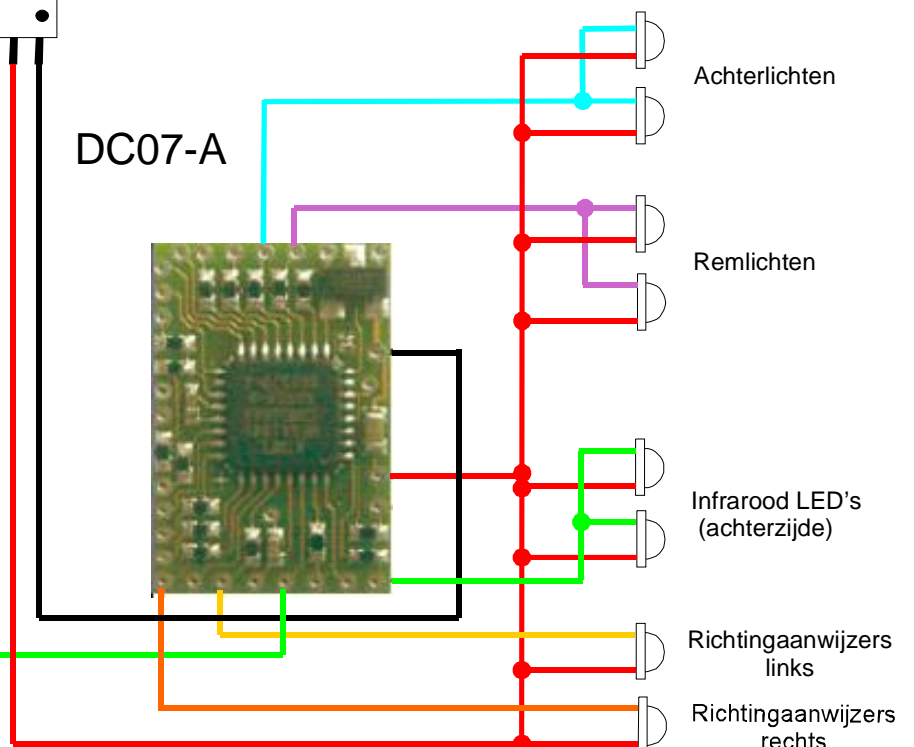 Achterlichten
DC07-A
Remlichten
Infrarood LED's
(achterzijde)
Richtingaanwijzers
links
Richtingaanwijzers
rechts